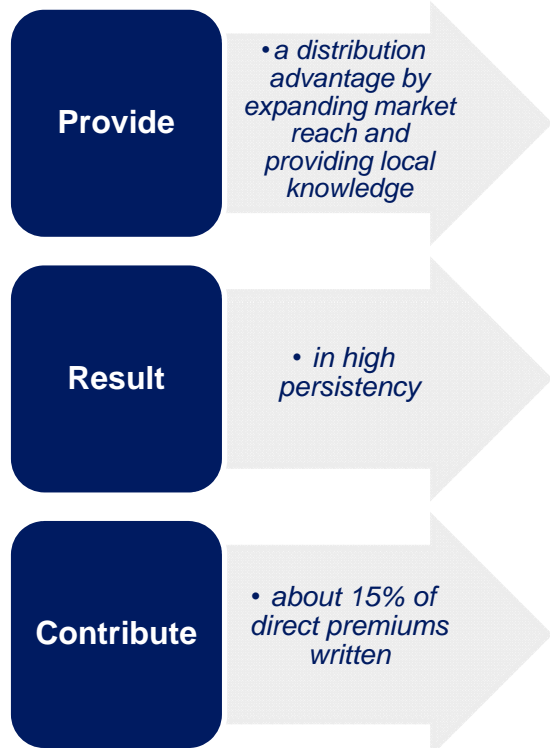 Provide
• a distribution
advantage by
expanding market
reach and
providing local
knowledge
Result
• in high
persistency
Contribute
• about 15% of
direct premiums
written